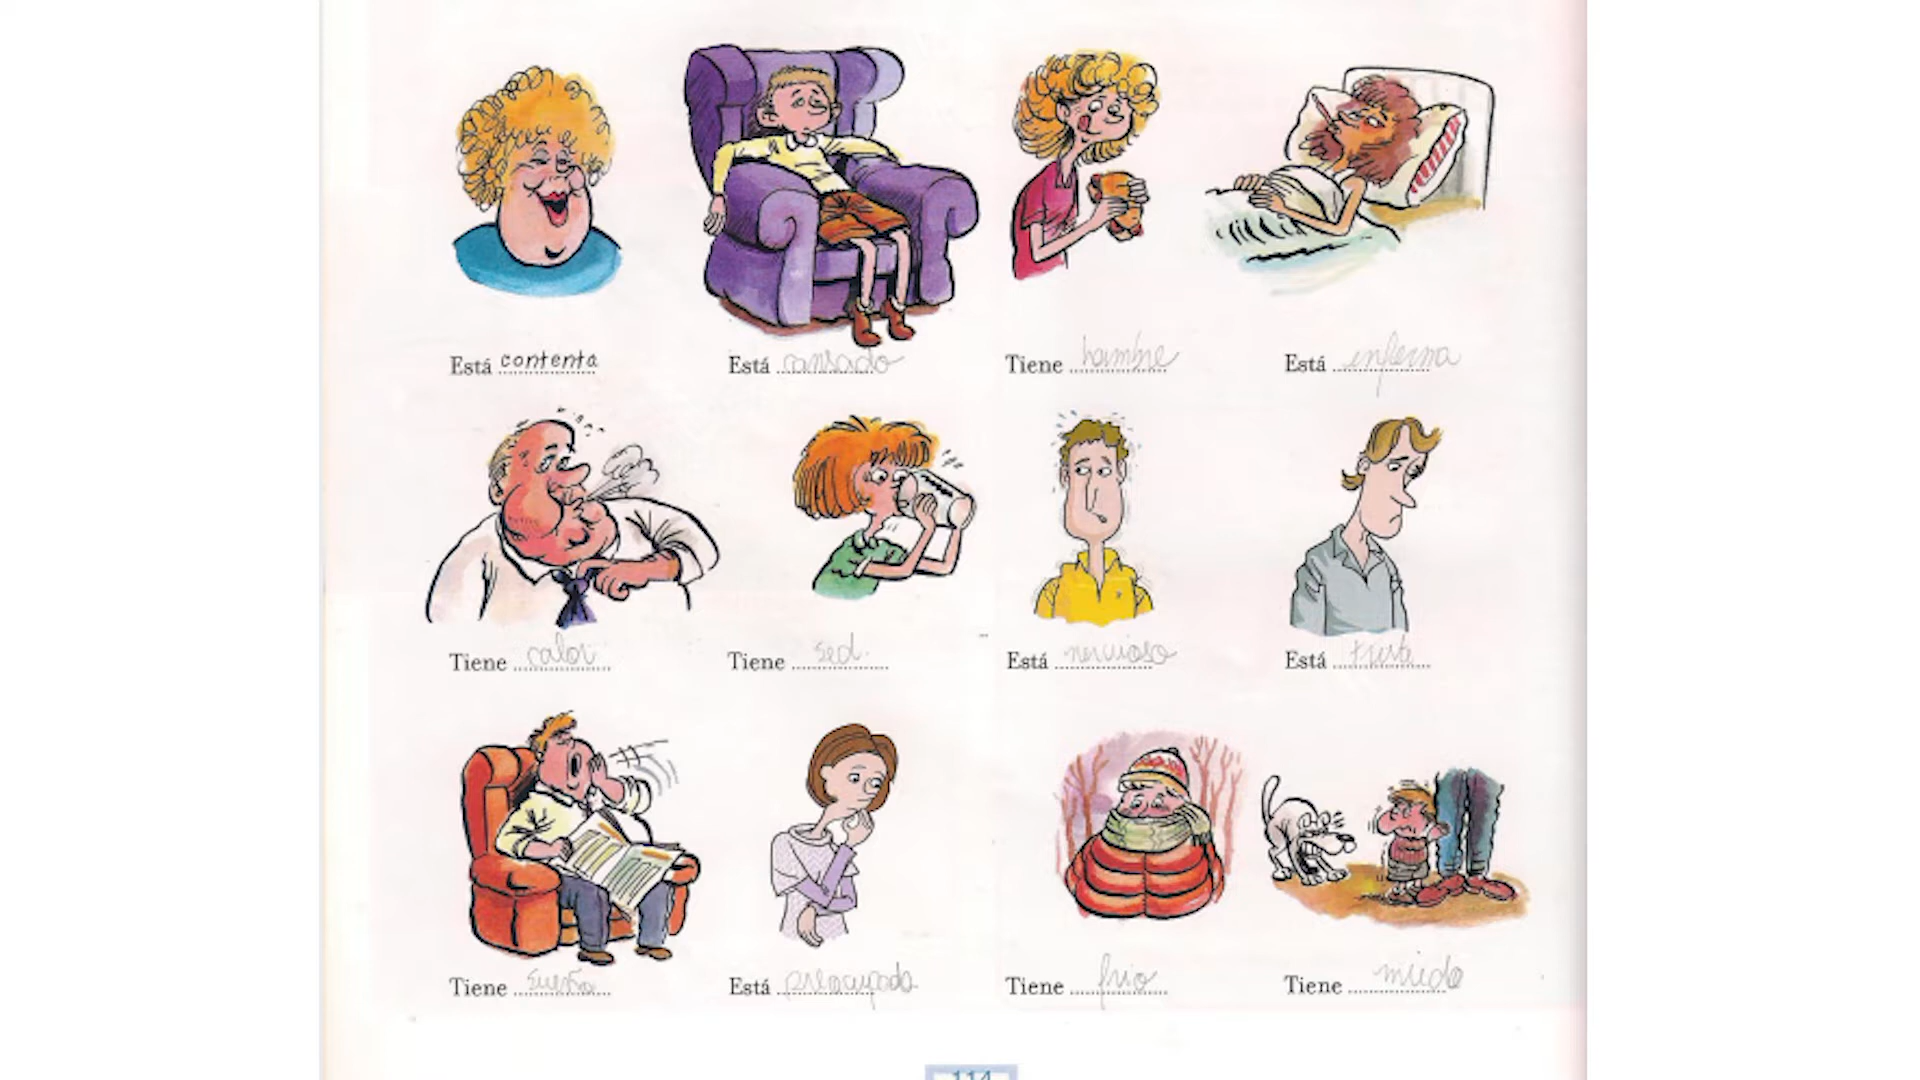 Está contenta
Está cansado
Tiene hambre
Está enferma
Tiene calor
Tiene sed.
Está nervioso
Está triste
Tiene sueño
Está preocupada
Tiene frio
Tiene miedo
114